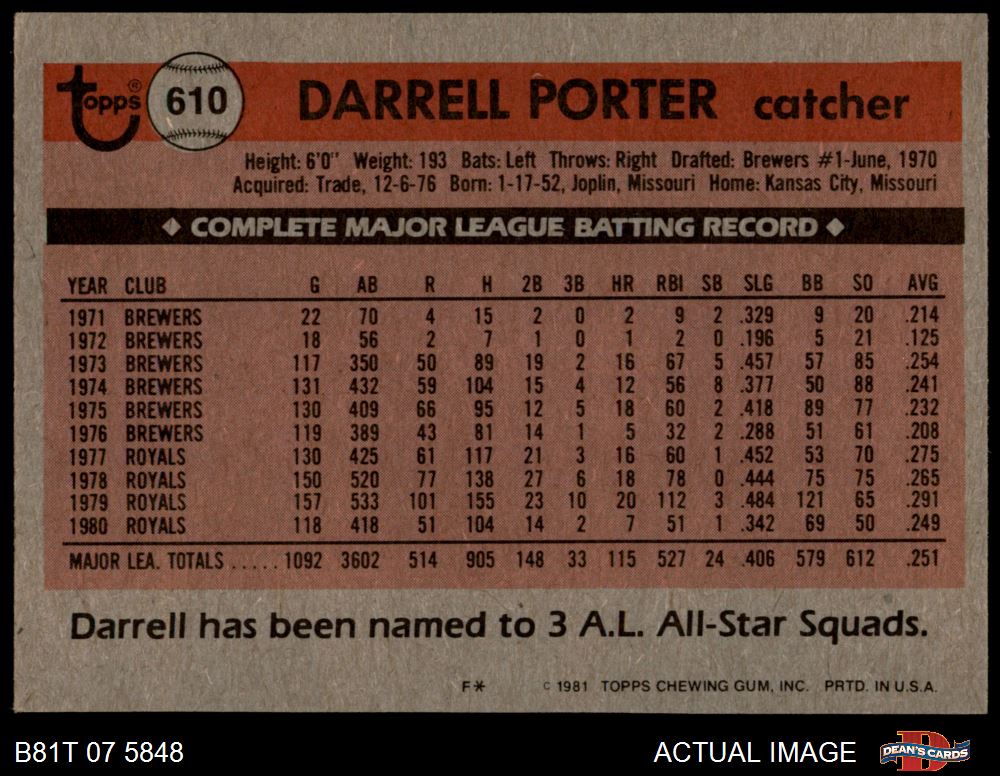 Topps® 610 DARRELL PORTER catcher
Height: 6'0" Weight: 193 Bats: Left Throws: Right Drafted: Brewers #1-June, 1970
Acquired: Trade, 12-6-76 Born: 1-17-52, Joplin, Missouri Home: Kansas City, Missouri
◆ COMPLETE MAJOR LEAGUE BATTING RECORD ◆
YEAR CLUB G AB R H 2B 3B HR RBI SB SLG BB SO AVG
1971 BREWERS 22 70 4 15 2 0 2 9 2 .329 9 20 .214
1972 BREWERS 18 56 2 7 1 0 1 2 0 .196 5 21 .125
1973 BREWERS 117 350 50 89 19 2 16 67 5 .457 57 85 .254
1974 BREWERS 131 432 59 104 15 4 12 56 8 .377 50 88 .241
1975 BREWERS 130 409 66 95 12 5 18 60 2 .418 89 77 .232
1976 BREWERS 119 389 43 81 14 1 5 32 2 .288 51 61 .208
1977 ROYALS 130 425 61 117 21 3 16 60 1 .452 53 70 .275
1978 ROYALS 150 520 77 138 27 6 18 78 0 .444 75 75 .265
1979 ROYALS 157 533 101 155 23 10 20 112 3 .484 121 65 .291
1980 ROYALS 118 418 51 104 14 2 7 51 1 .342 69 50 .249
MAJOR LEA. TOTALS ..... 1092 3602 514 905 148 33 115 527 24 .406 579 612 .251
Darrell has been named to 3 A.L. All-Star Squads.
F* © 1981 TOPPS CHEWING GUM, INC. PRTD. IN U.S.A.
B81T 07 5848 ACTUAL IMAGE DEAN'S CARDS